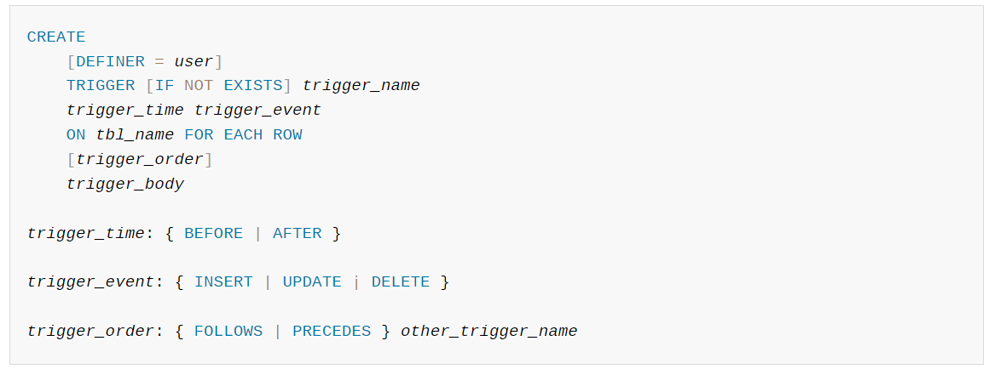 CREATE
    [DEFINER = user]
    TRIGGER [IF NOT EXISTS] trigger_name
    trigger_time trigger_event
    ON tbl_name FOR EACH ROW
    [trigger_order]
    trigger_body

trigger_time: { BEFORE | AFTER }

trigger_event: { INSERT | UPDATE | DELETE }

trigger_order: { FOLLOWS | PRECEDES } other_trigger_name